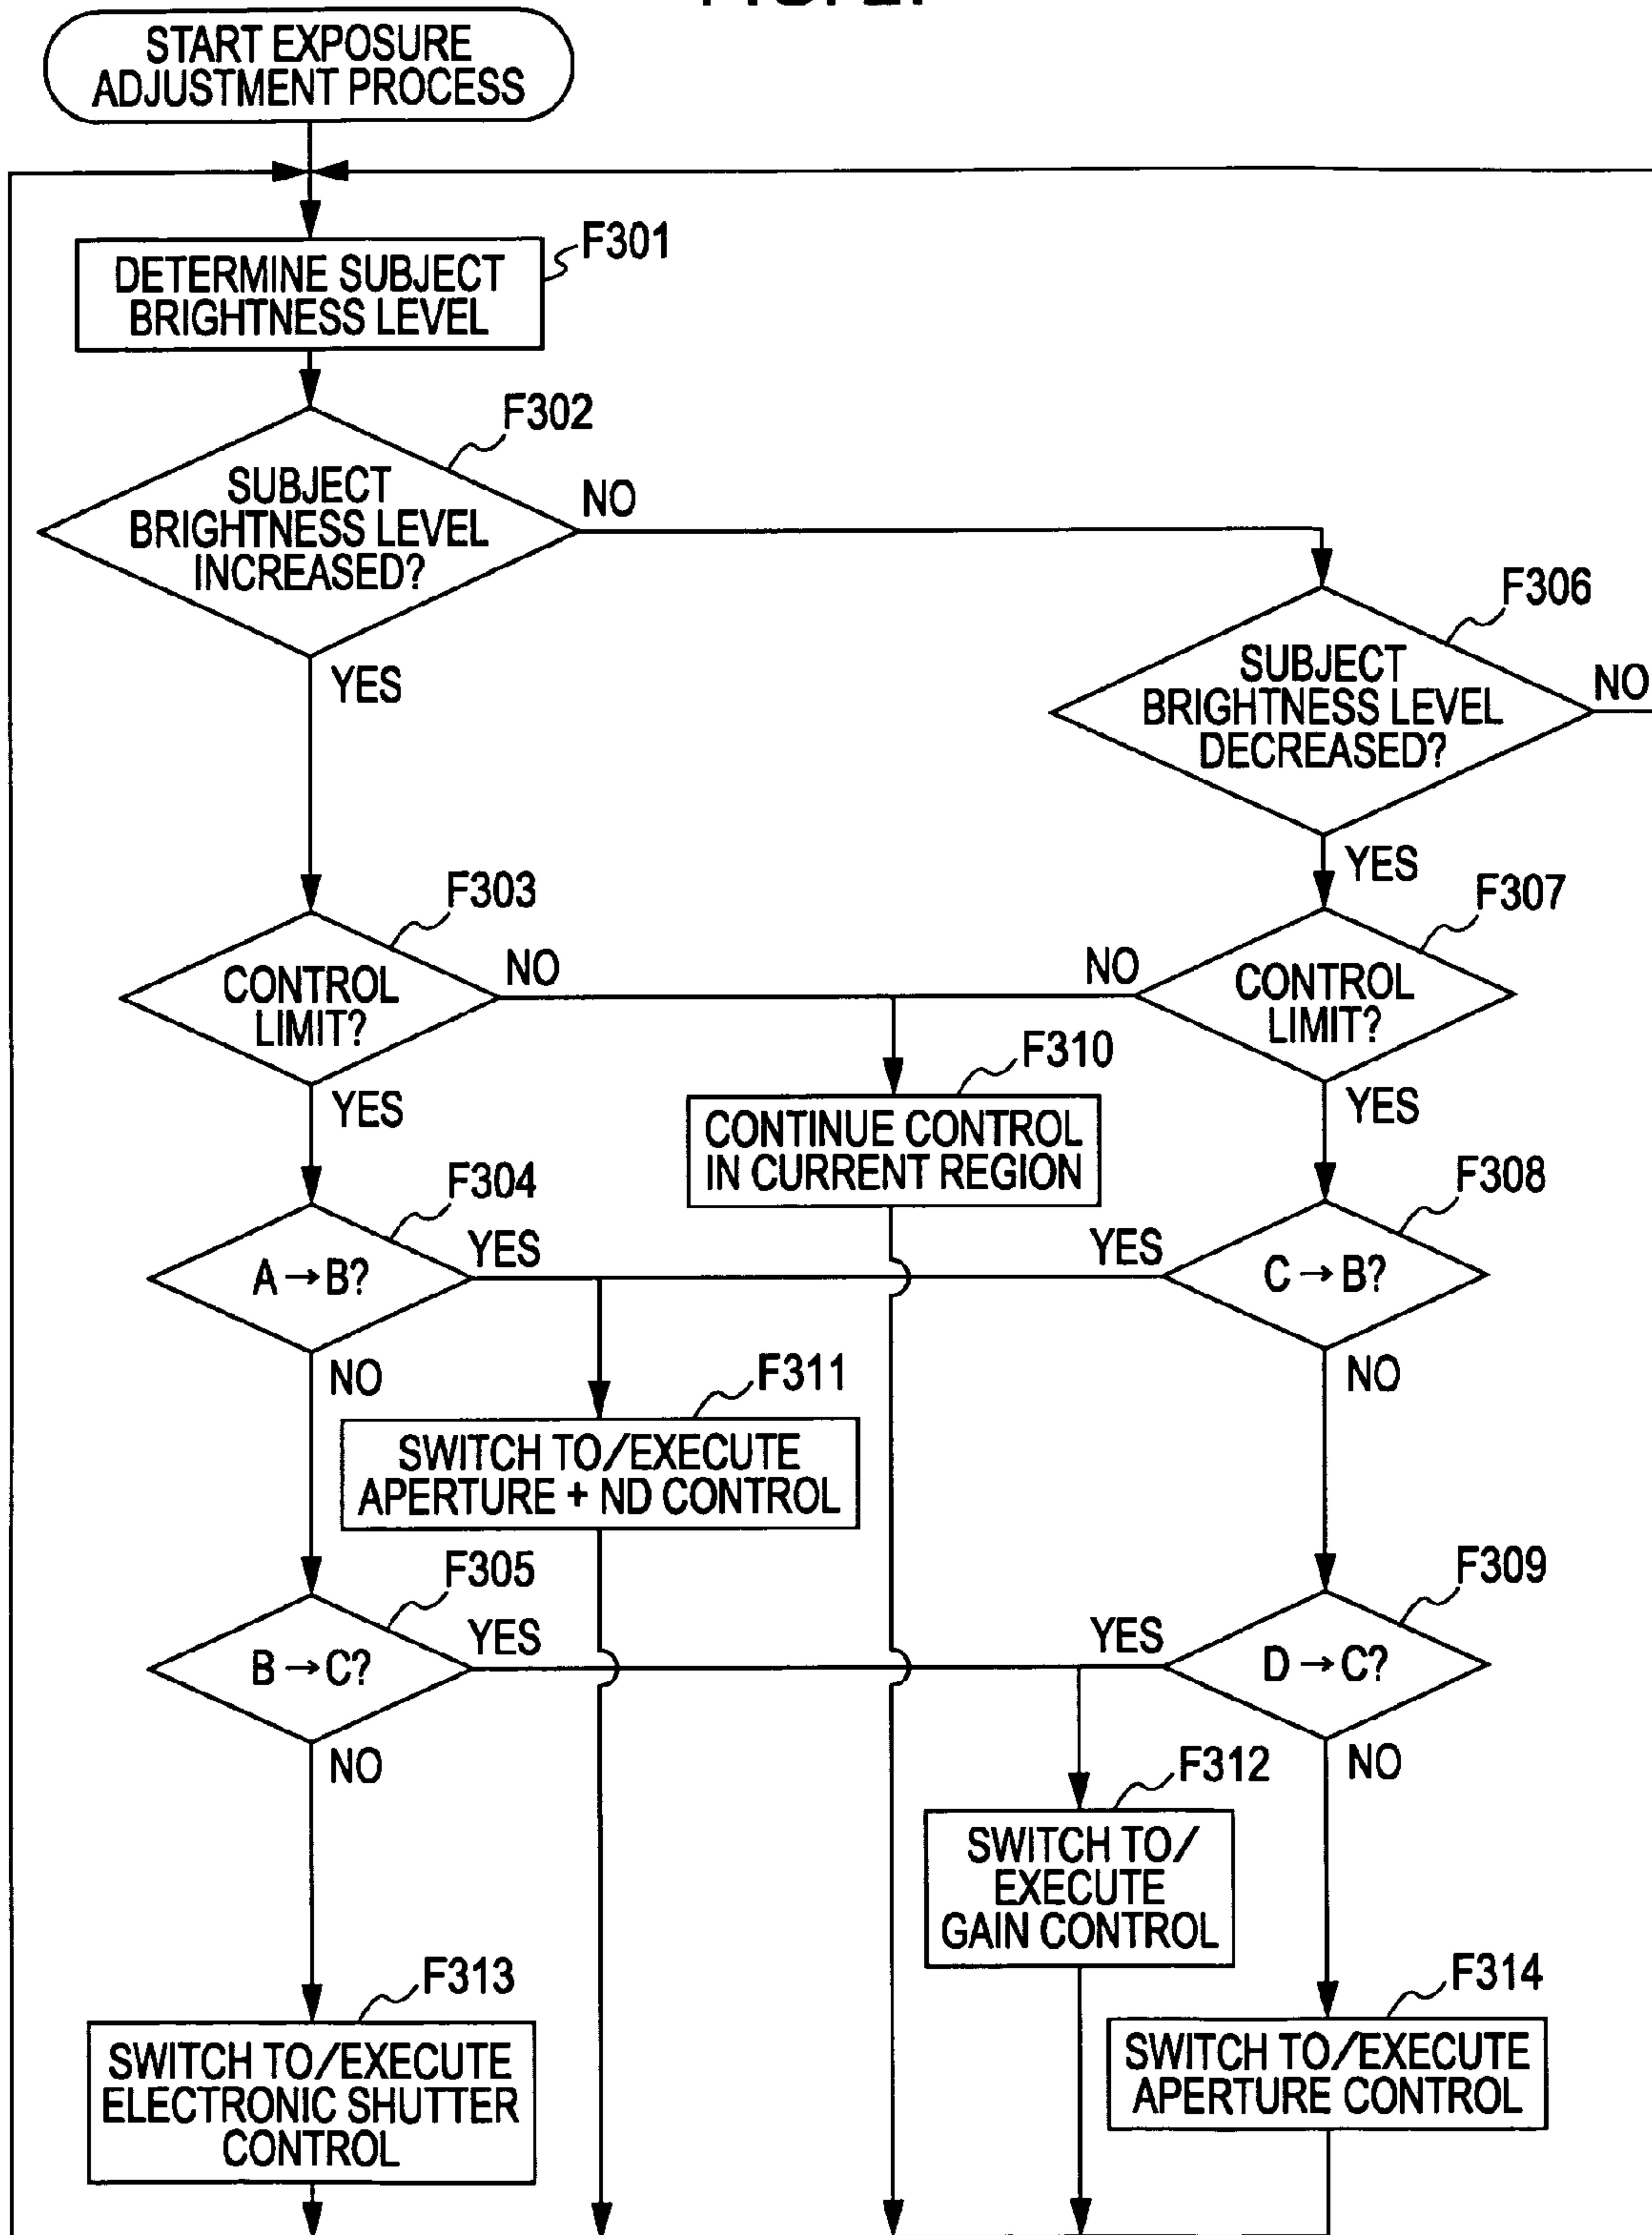 START EXPOSURE
ADJUSTMENT PROCESS
F301
DETERMINE SUBJECT
BRIGHTNESS LEVEL
F302
SUBJECT
BRIGHTNESS LEVEL
INCREASED?
NO
YES
F306
SUBJECT
BRIGHTNESS LEVEL
DECREASED?
NO
YES
F303
CONTROL
LIMIT?
NO
YES
F307
CONTROL
LIMIT?
NO
YES
F310
CONTINUE CONTROL
IN CURRENT REGION
F304
A → B?
YES
NO
F308
C → B?
YES
NO
F311
SWITCH TO/EXECUTE
APERTURE + ND CONTROL
F305
B → C?
YES
NO
F309
D → C?
YES
NO
F312
SWITCH TO/
EXECUTE
GAIN CONTROL
F313
SWITCH TO/EXECUTE
ELECTRONIC SHUTTER
CONTROL
F314
SWITCH TO/EXECUTE
APERTURE CONTROL